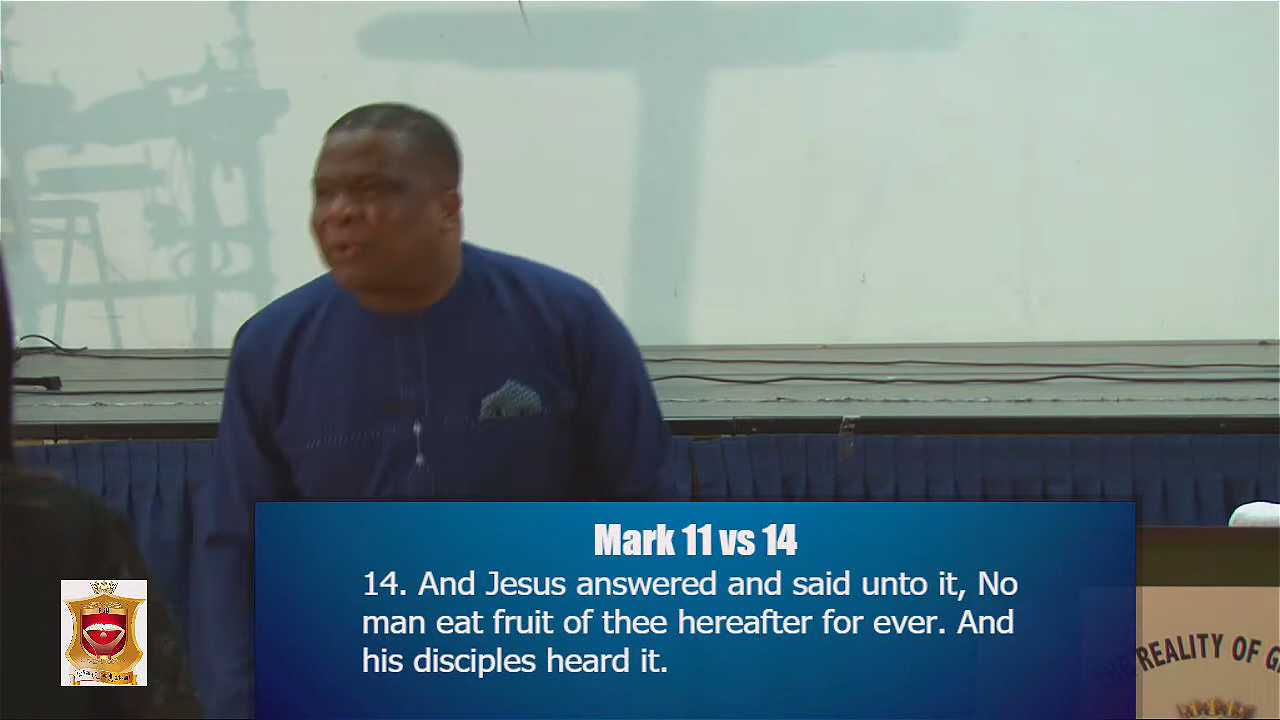 Mark 11 vs 14
14. And Jesus answered and said unto it, No
man eat fruit of thee hereafter for ever. And
his disciples heard it.
THE REALITY OF